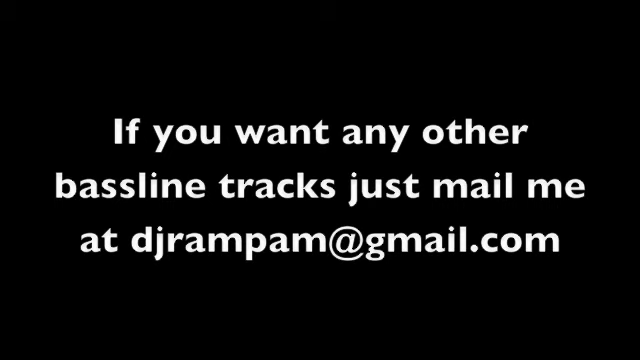 If you want any other
bassline tracks just mail me
at djrampam@gmail.com